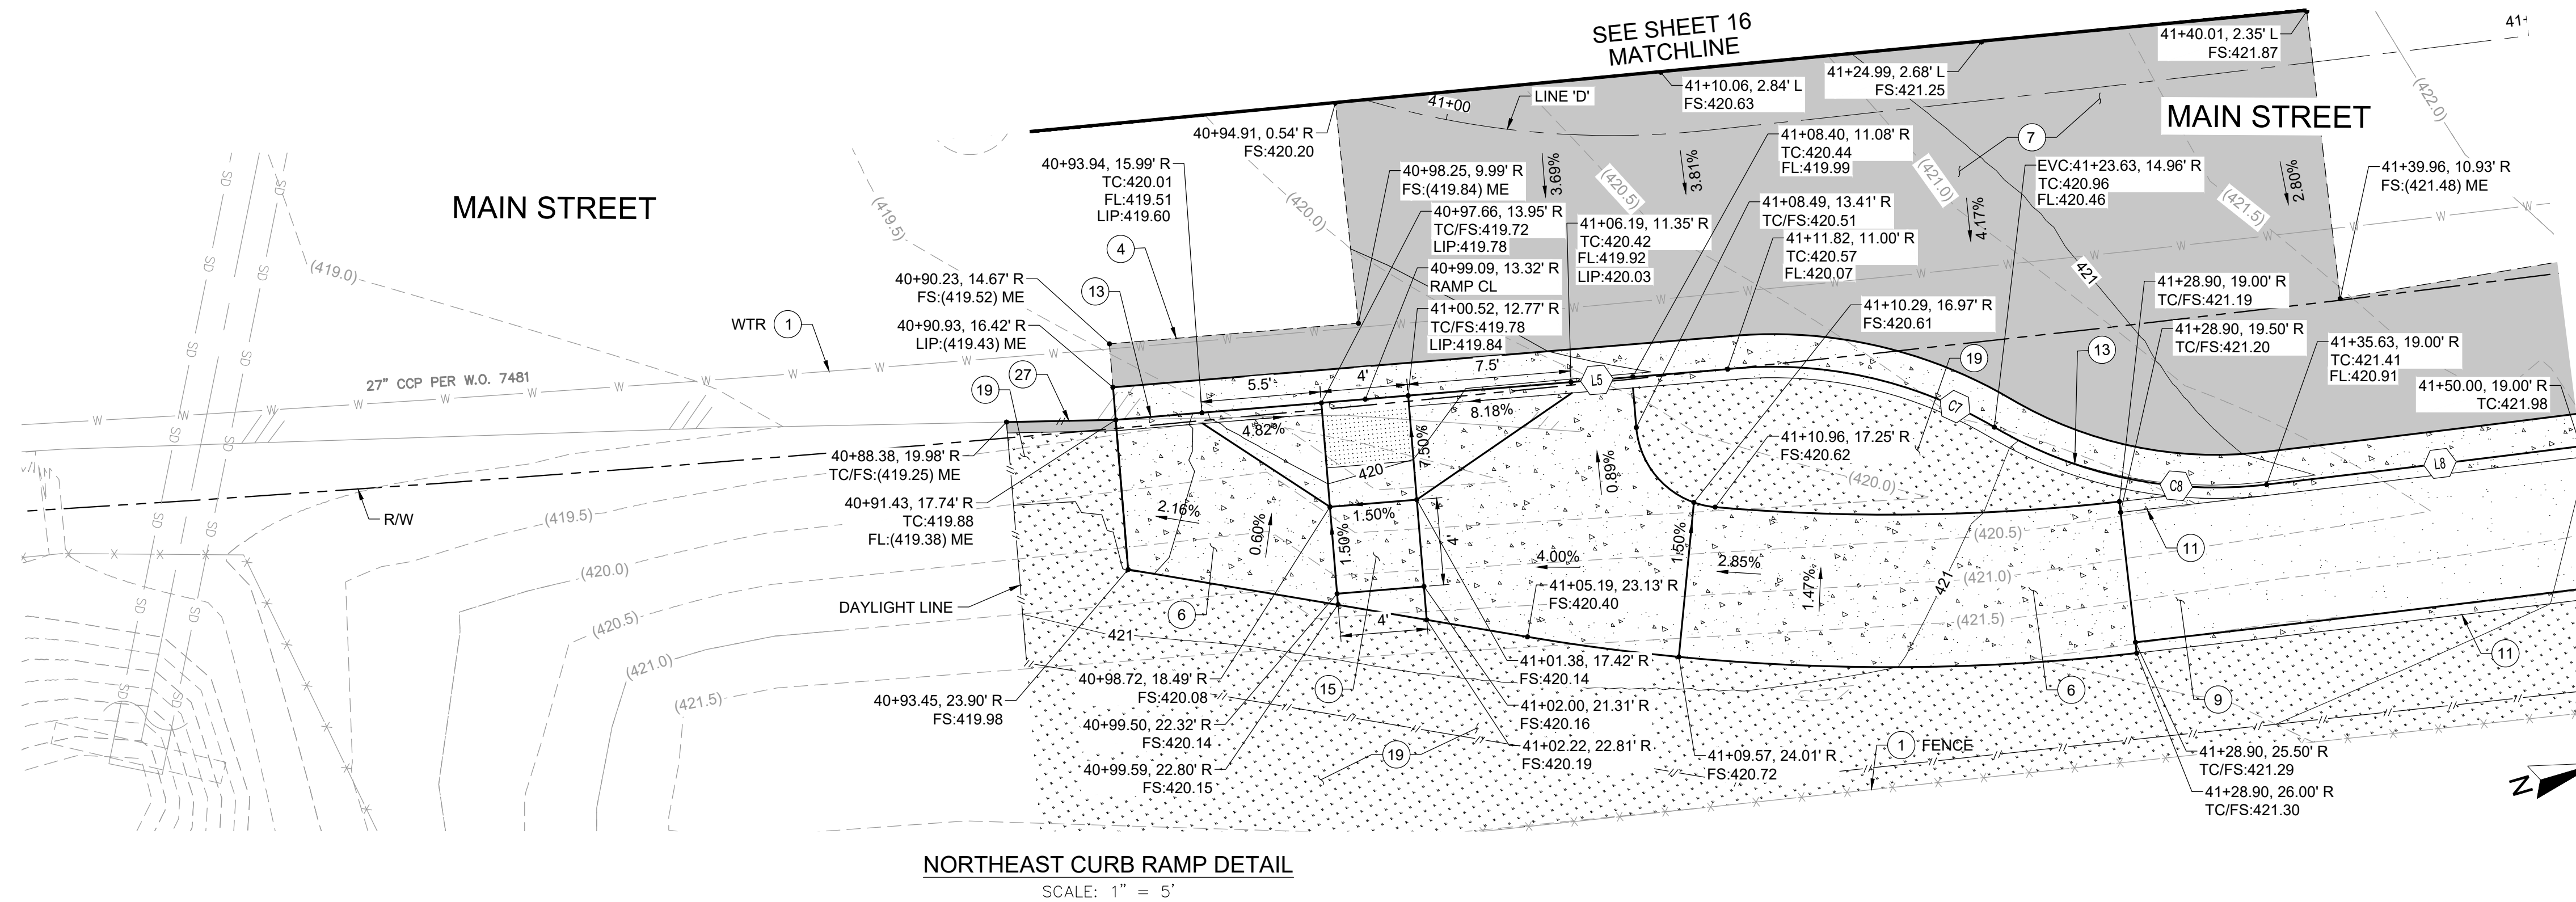 SEE SHEET 16
MATCHLINE
41+40.01, 2.35' L
FS:421.87
41+
41+24.99, 2.68' L
FS:421.25
41+10.06, 2.84' L
FS:420.63
LINE 'D'
41+00
MAIN STREET
(422.0)
40+94.91, 0.54' R
FS:420.20
41+08.40, 11.08' R
TC:420.44
FL:419.99
7
EVC:41+23.63, 14.96' R
TC:420.96
FL:420.46
41+39.96, 10.93' R
FS:(421.48) ME
40+93.94, 15.99' R
TC:420.01
FL:419.51
LIP:419.60
40+98.25, 9.99' R
FS:(419.84) ME
3.69%
3.81%
4.17%
2.80%
(420.5)
(421.0)
(421.5)
MAIN STREET
(419.5)
(420.0)
40+97.66, 13.95' R
TC/FS:419.72
LIP:419.78
41+06.19, 11.35' R
TC:420.42
FL:419.92
LIP:420.03
41+08.49, 13.41' R
TC/FS:420.51
41+11.82, 11.00' R
TC:420.57
FL:420.07
4
SD
SD
SD
SD
(419.0)
40+90.23, 14.67' R
FS:(419.52) ME
13
40+99.09, 13.32' R
RAMP CL
421
41+28.90, 19.00' R
TC/FS:421.19
WTR 1
40+90.93, 16.42' R
LIP:(419.43) ME
41+00.52, 12.77' R
TC/FS:419.78
LIP:419.84
41+10.29, 16.97' R
FS:420.61
41+28.90, 19.50' R
TC/FS:421.20
41+35.63, 19.00' R
TC:421.41
FL:420.91
27" CCP PER W.O. 7481
W W W W W W W W W
SD
SD
19
27
5.5'
4'
7.5'
L5
19
13
41+50.00, 19.00' R
TC:421.98
C7
4.82%
8.18%
7.50%
420
41+10.96, 17.25' R
FS:420.62
0.89%
(420.0)
C8
L8
40+88.38, 19.98' R
TC/FS:(419.25) ME
SD
SD
R/W
(419.5)
40+91.43, 17.74' R
TC:419.88
FL:(419.38) ME
2.16%
0.60%
1.50%
1.50%
4'
1.50%
(420.5)
11
(420.0)
4.00%
2.85%
1.47%
421
(421.0)
DAYLIGHT LINE
6
41+05.19, 23.13' R
FS:420.40
(421.5)
SD
SD
(420.5)
421
4'
(421.0)
(421.5)
40+93.45, 23.90' R
FS:419.98
40+98.72, 18.49' R
FS:420.08
15
41+01.38, 17.42' R
FS:420.14
6
9
11
40+99.50, 22.32' R
FS:420.14
41+02.00, 21.31' R
FS:420.16
19
41+02.22, 22.81' R
FS:420.19
41+09.57, 24.01' R
FS:420.72
1 FENCE
41+28.90, 25.50' R
TC/FS:421.29
40+99.59, 22.80' R
FS:420.15
41+28.90, 26.00' R
TC/FS:421.30
N
SD
SD
NORTHEAST CURB RAMP DETAIL
SCALE: 1" = 5'